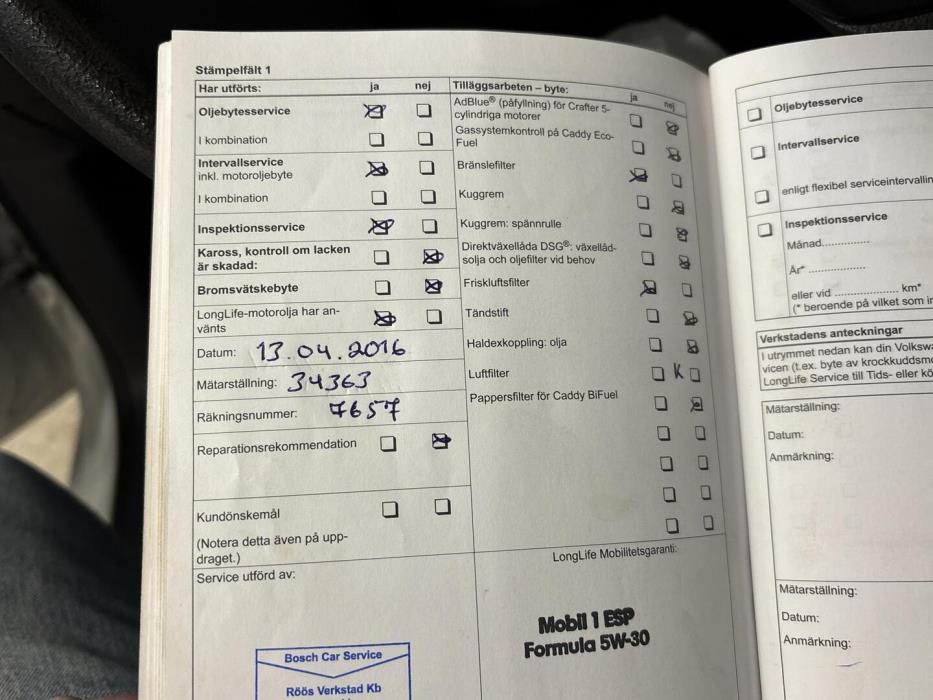 Stämpelfält 1
Har utförts: ja nej
Oljebytesservice
I kombination
Intervallservice
inkl. motoroljebyte
I kombination
Inspektionsservice
Kaross, kontroll om lacken
är skadad:
Bromsvätskebyte
LongLife-motorolja har an-
vänts
Datum: 13.04.2016
Mätarställning: 34363
Räkningsnummer: 7657
Reparationsrekommendation
Kundönskemål
(Notera detta även på upp-
draget.)
Service utförd av:
Bosch Car Service
Röös Verkstad Kb
Tilläggsarbeten – byte: ja nej
AdBlue® (påfyllning) för Crafter 5-
cylindriga motorer
Gassystemkontroll på Caddy Eco-
Fuel
Bränslefilter
Kuggrem
Kuggrem: spännrulle
Direktväxellåda DSG®: växellåd-
solja och oljefilter vid behov
Friskluftsfilter
Tändstift
Haldexkoppling: olja
Luftfilter K
Pappersfilter för Caddy BiFuel
LongLife Mobilitetsgaranti:
Mobil 1 ESP
Formula 5W-30
Oljebytesservice
Intervallservice
enligt flexibel
Inspektionsservice
Månad..............
År* ................
eller vid .................... km*
(* beroende på vilket som
Verkstadens anteckningar
I utrymmet nedan kan din
vicen (t.ex. byte av
LongLife Service till Tids- eller
Mätarställning:
Datum:
Anmärkning:
Mätarställning:
Datum:
Anmärkning: